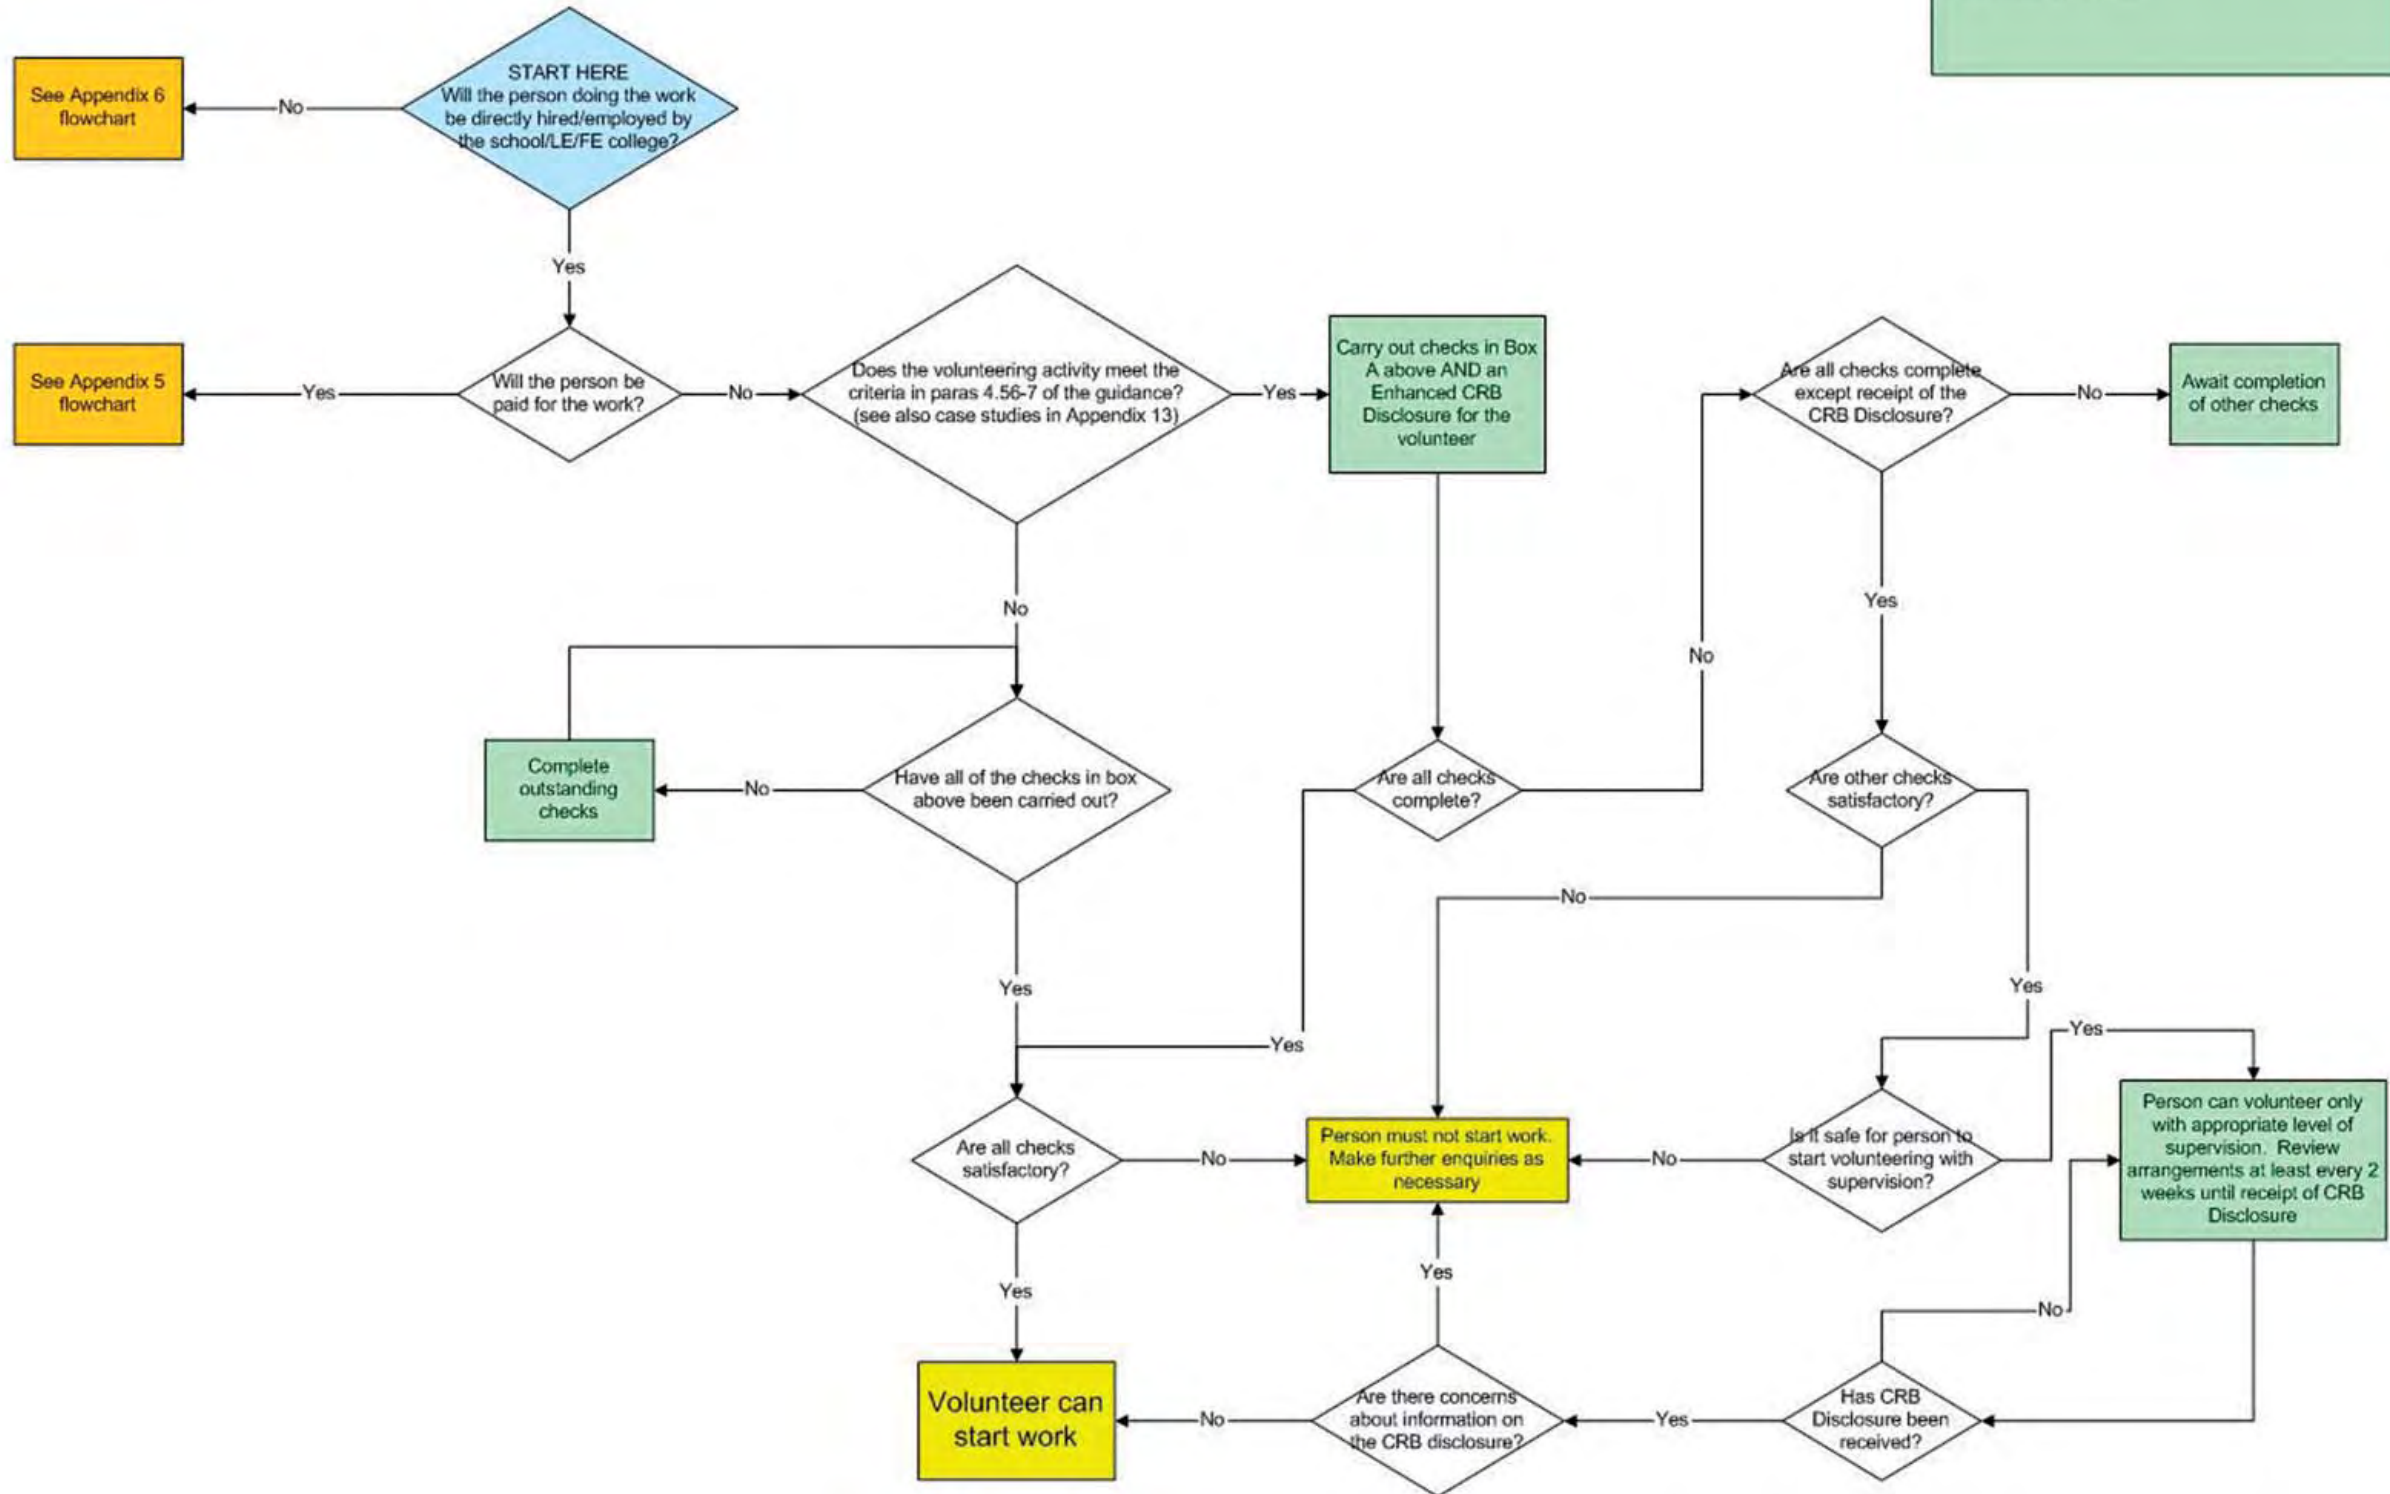 START HERE
Will the person doing the work
be directly hired/employed by
the school/LE/FE college?
No
See Appendix 6
flowchart
Yes
Will the person be
paid for the work?
Yes
See Appendix 5
flowchart
No
Does the volunteering activity meet the
criteria in paras 4.56-7 of the guidance?
(see also case studies in Appendix 13)
Yes
Carry out checks in Box
A above AND an
Enhanced CRB
Disclosure for the
volunteer
Are all checks complete
except receipt of the
CRB Disclosure?
No
Await completion
of other checks
No
Yes
No
Complete
outstanding
checks
No
Have all of the checks in box
above been carried out?
Are all checks
complete?
Are other checks
satisfactory?
No
Yes
Yes
Yes
Yes
Are all checks
satisfactory?
No
Person must not start work.
Make further enquiries as
necessary
No
Is it safe for person to
start volunteering with
supervision?
Person can volunteer only
with appropriate level of
supervision. Review
arrangements at least every 2
weeks until receipt of CRB
Disclosure
Yes
Yes
No
Volunteer can
start work
No
Are there concerns
about information on
the CRB disclosure?
Yes
Has CRB
Disclosure been
received?